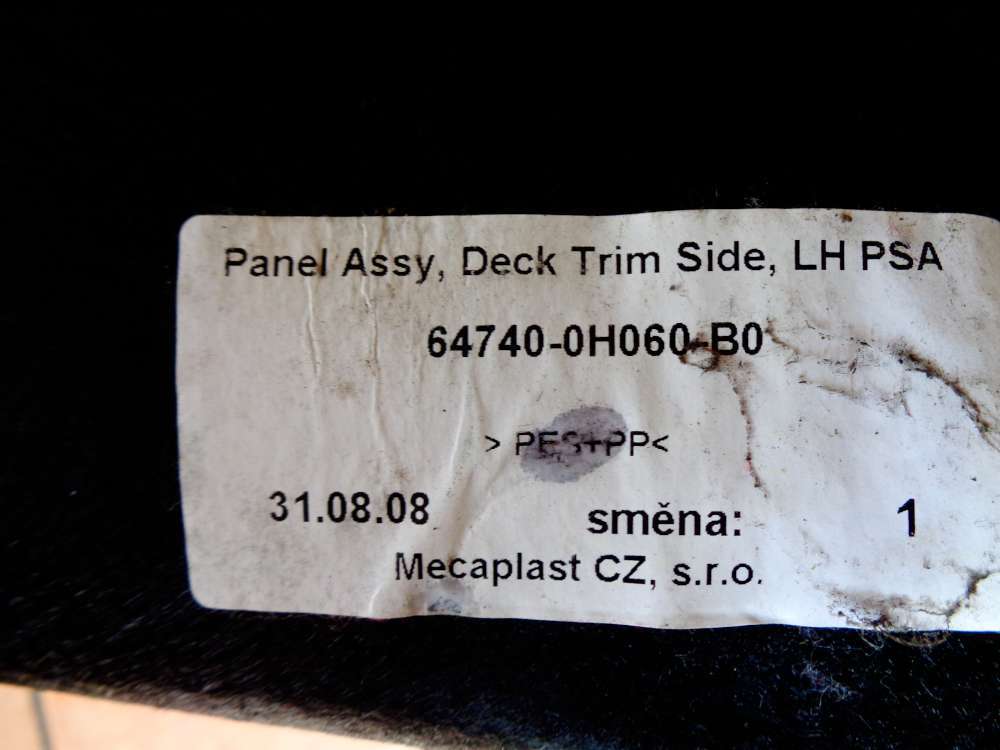 Panel Assy, Deck Trim Side, LH PSA
64740-0H060-B0
> PES+PP<
31.08.08 směna: 1
Mecaplast CZ, s.r.o.